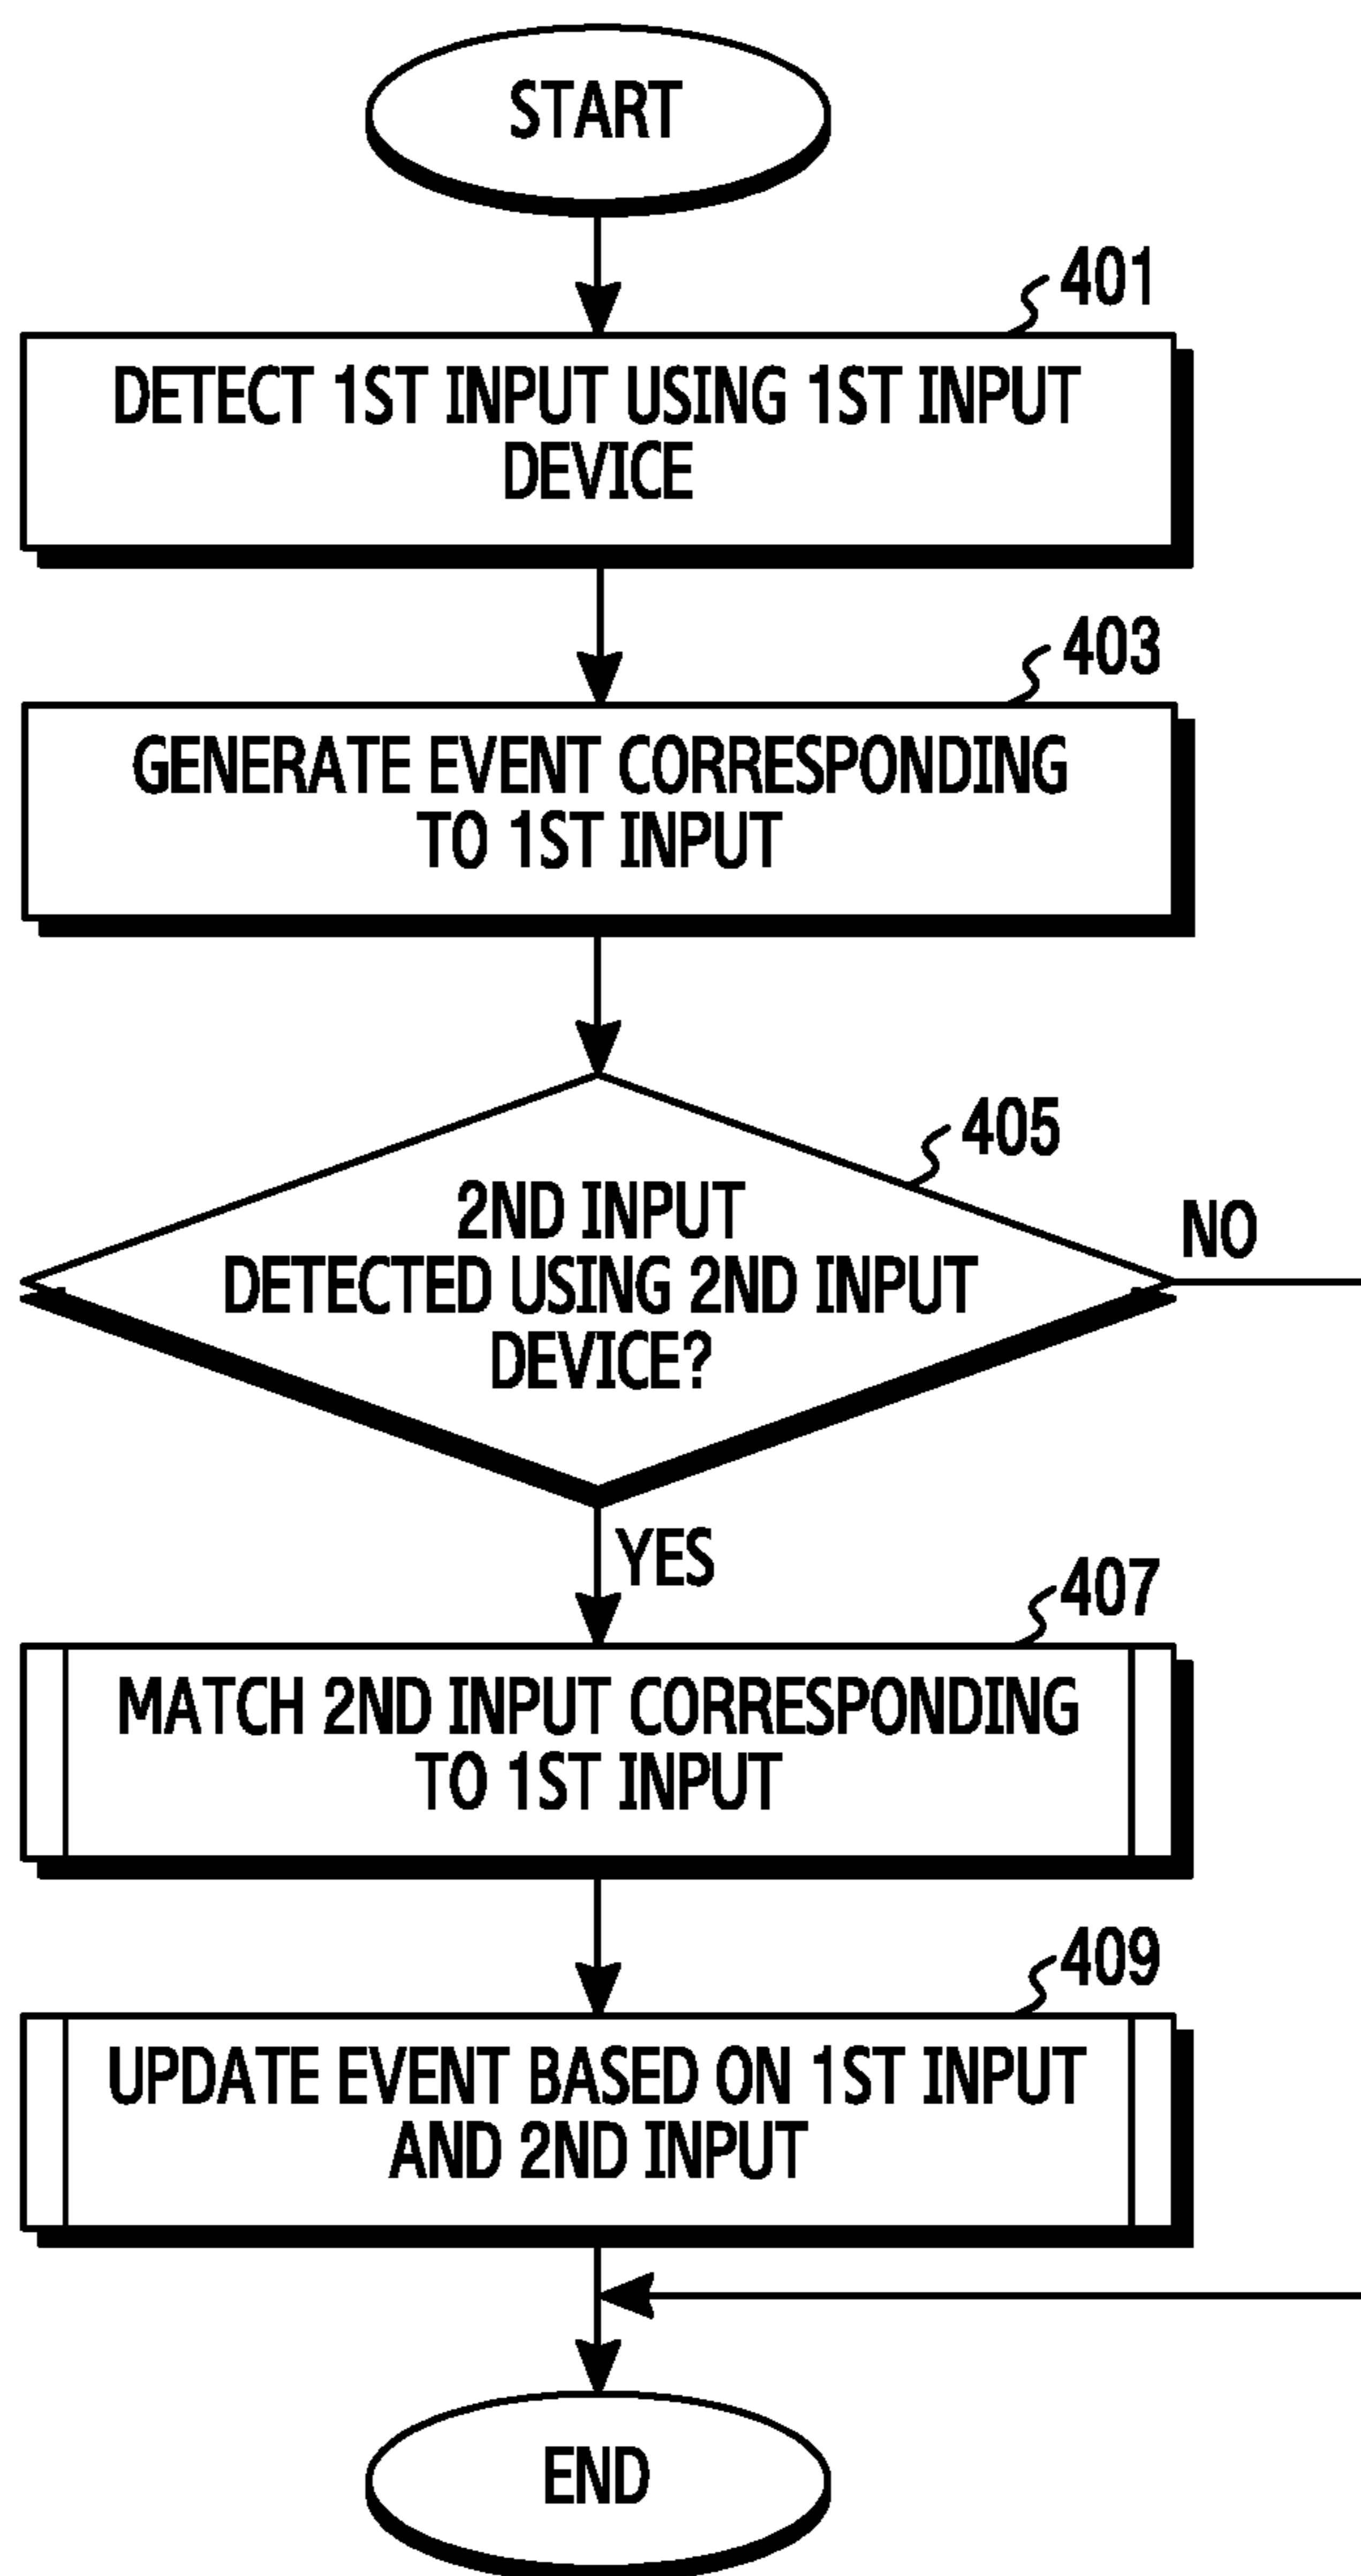 START
401
DETECT 1ST INPUT USING 1ST INPUT
DEVICE
403
GENERATE EVENT CORRESPONDING
TO 1ST INPUT
405
2ND INPUT
DETECTED USING 2ND INPUT
DEVICE?
NO
YES
407
MATCH 2ND INPUT CORRESPONDING
TO 1ST INPUT
409
UPDATE EVENT BASED ON 1ST INPUT
AND 2ND INPUT
END